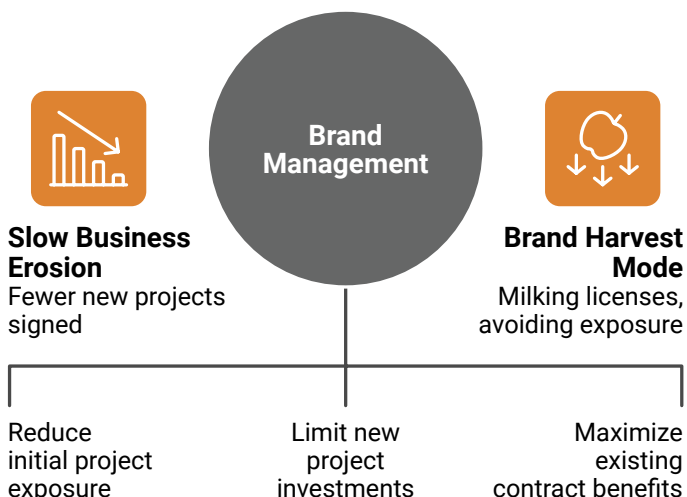 Brand
Management
Slow Business
Erosion
Fewer new projects
signed
Brand Harvest
Mode
Milking licenses,
avoiding exposure
Reduce
initial project
exposure
Limit new
project
investments
Maximize
existing
contract benefits